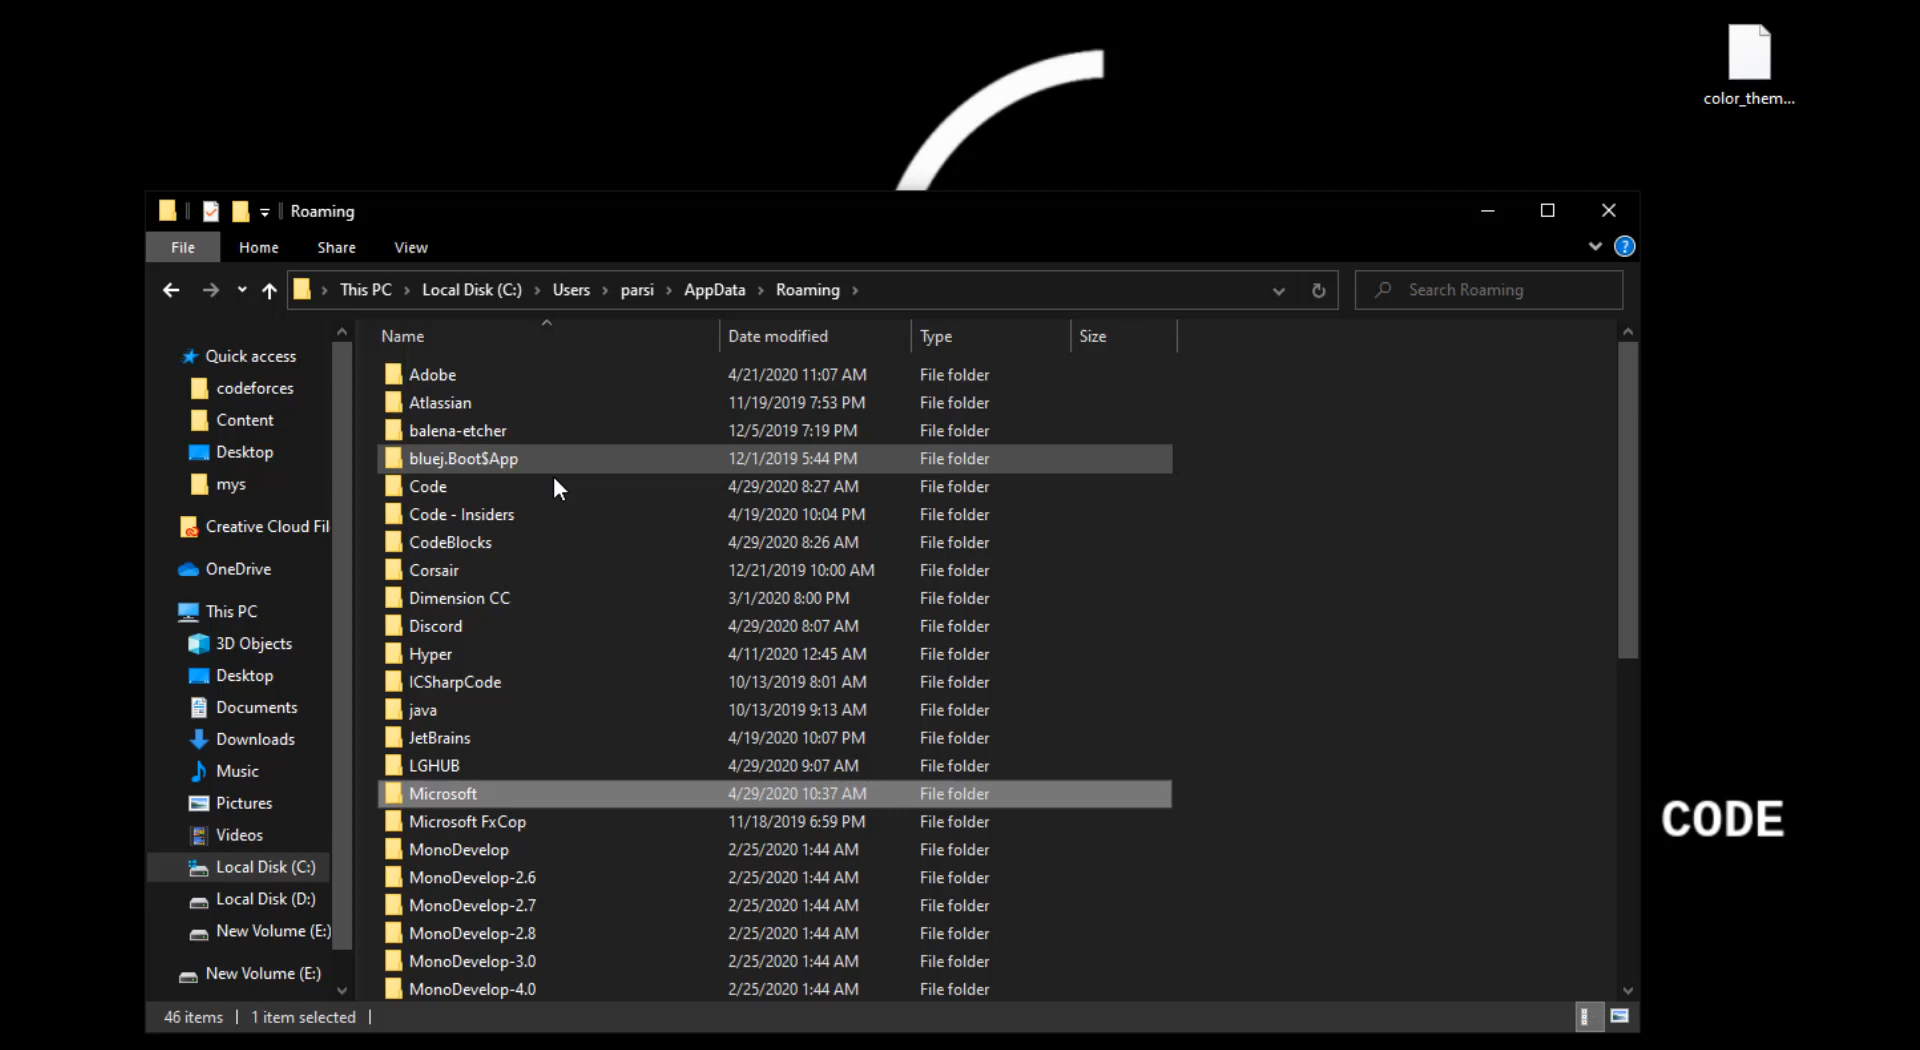 color_them...
Roaming
File Home Share View
This PC Local Disk (C:) Users parsi AppData Roaming Search Roaming
Name Date modified Type Size
Quick access
codeforces
Content
Desktop
mys
Creative Cloud Fil
OneDrive
This PC
3D Objects
Desktop
Documents
Downloads
Music
Pictures
Videos
Local Disk (C:)
Local Disk (D:)
New Volume (E:)
New Volume (E:)
Adobe 4/21/2020 11:07 AM File folder
Atlassian 11/19/2019 7:53 PM File folder
balena-etcher 12/5/2019 7:19 PM File folder
bluej.Boot$App 12/1/2019 5:44 PM File folder
Code 4/29/2020 8:27 AM File folder
Code - Insiders 4/19/2020 10:04 PM File folder
CodeBlocks 4/29/2020 8:26 AM File folder
Corsair 12/21/2019 10:00 AM File folder
Dimension CC 3/1/2020 8:00 PM File folder
Discord 4/29/2020 8:07 AM File folder
Hyper 4/11/2020 12:45 AM File folder
ICSharpCode 10/13/2019 8:01 AM File folder
java 10/13/2019 9:13 AM File folder
JetBrains 4/19/2020 10:07 PM File folder
LGHUB 4/29/2020 9:07 AM File folder
Microsoft 4/29/2020 10:37 AM File folder
Microsoft FxCop 11/18/2019 6:59 PM File folder
MonoDevelop 2/25/2020 1:44 AM File folder
MonoDevelop-2.6 2/25/2020 1:44 AM File folder
MonoDevelop-2.7 2/25/2020 1:44 AM File folder
MonoDevelop-2.8 2/25/2020 1:44 AM File folder
MonoDevelop-3.0 2/25/2020 1:44 AM File folder
MonoDevelop-4.0 2/25/2020 1:44 AM File folder
CODE
46 items 1 item selected